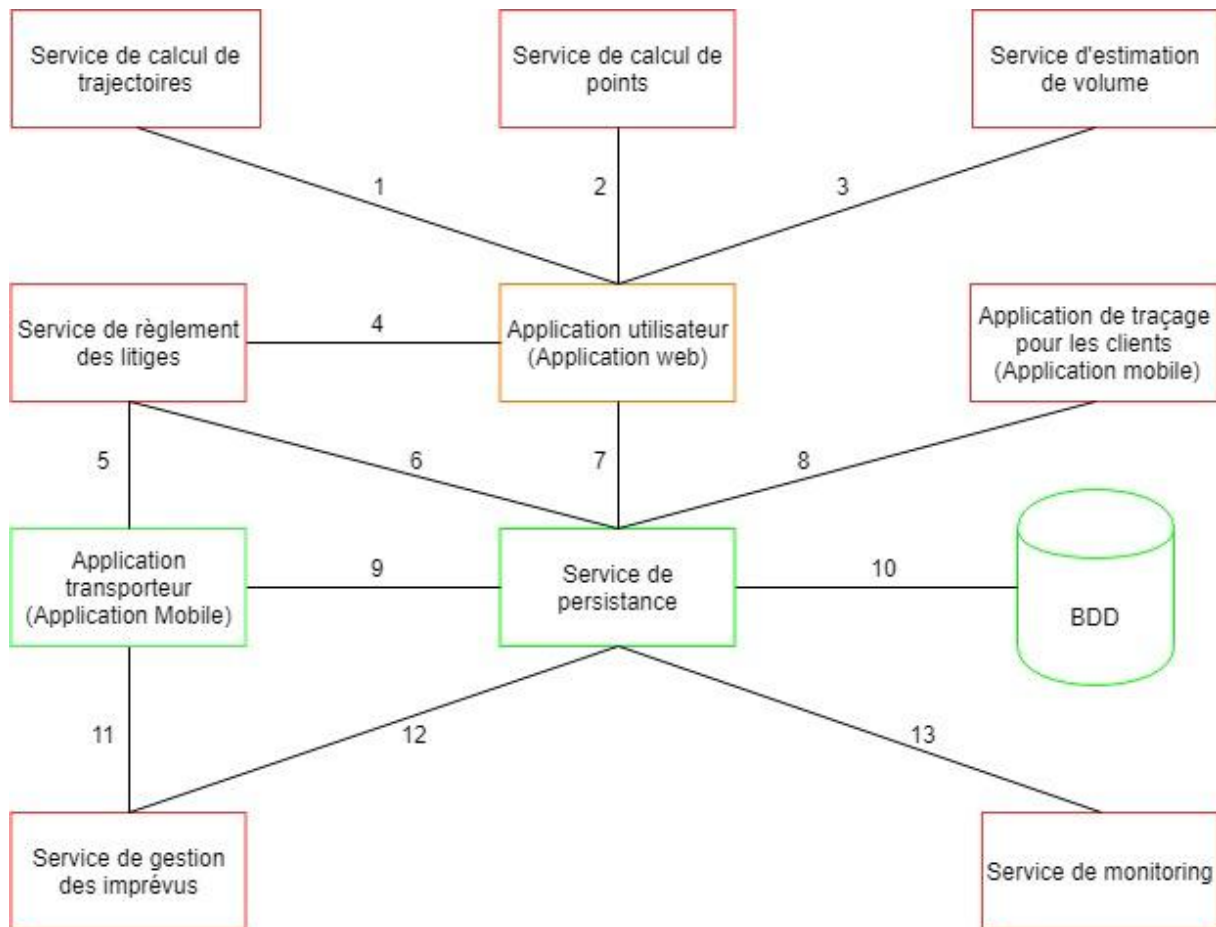 Service de calcul de
trajectoires
Service de calcul de
points
Service d'estimation
de volume
1
2
3
Service de règlement
des litiges
4
Application utilisateur
(Application web)
Application de traçage
pour les clients
(Application mobile)
5
6
7
8
Application
transporteur
(Application Mobile)
9
Service de
persistance
10
BDD
11
12
13
Service de gestion
des imprévus
Service de monitoring